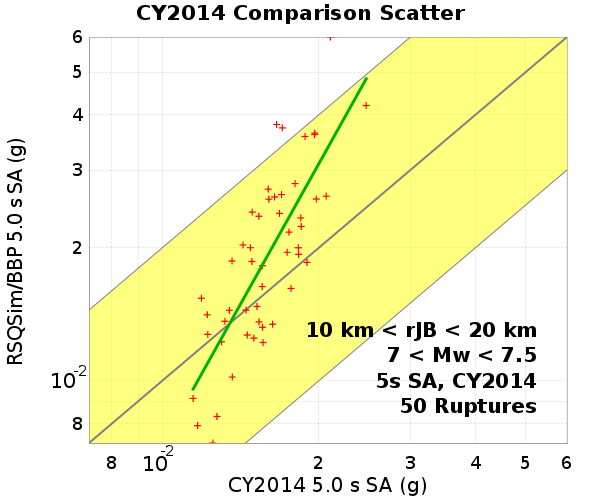 CY2014 Comparison Scatter
6
5
4
3
2
10-2
8
RSQSim/BBP 5.0 s SA (g)
10 km < rJB < 20 km
7 < Mw < 7.5
5s SA, CY2014
50 Ruptures
8 10-2 2 3 4 5 6
CY2014 5.0 s SA (g)